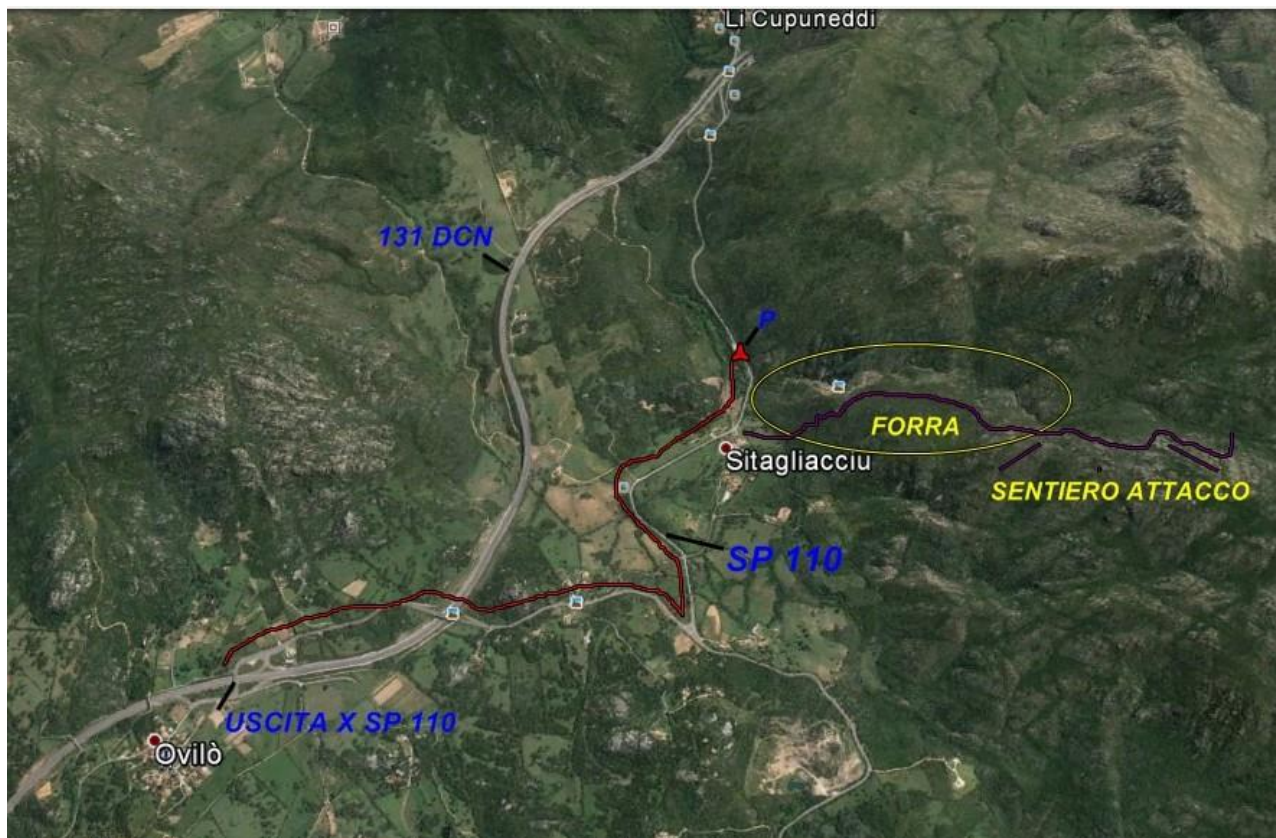 Li Cupuneddi
131 DCN
P
FORRA
Sitagliacciu
SENTIERO ATTACCO
SP 110
USCITA X SP 110
Ovilò